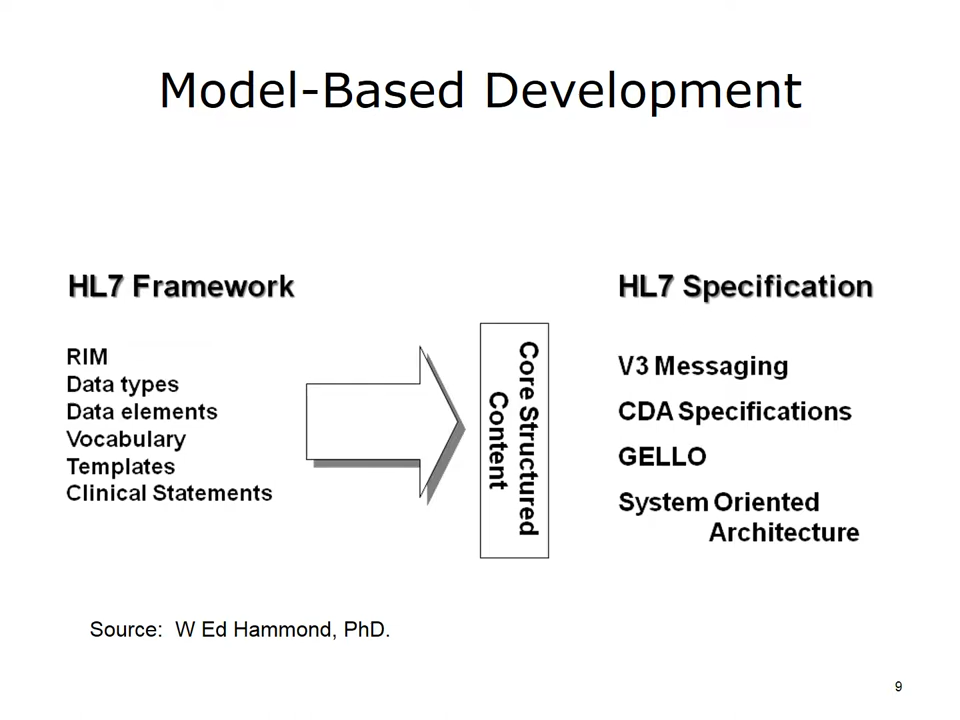 Model-Based Development
HL7 Framework
RIM
Data types
Data elements
Vocabulary
Templates
Clinical Statements
Core Structured
Content
HL7 Specification
V3 Messaging
CDA Specifications
GELLO
System Oriented
Architecture
Source: W Ed Hammond, PhD.
9